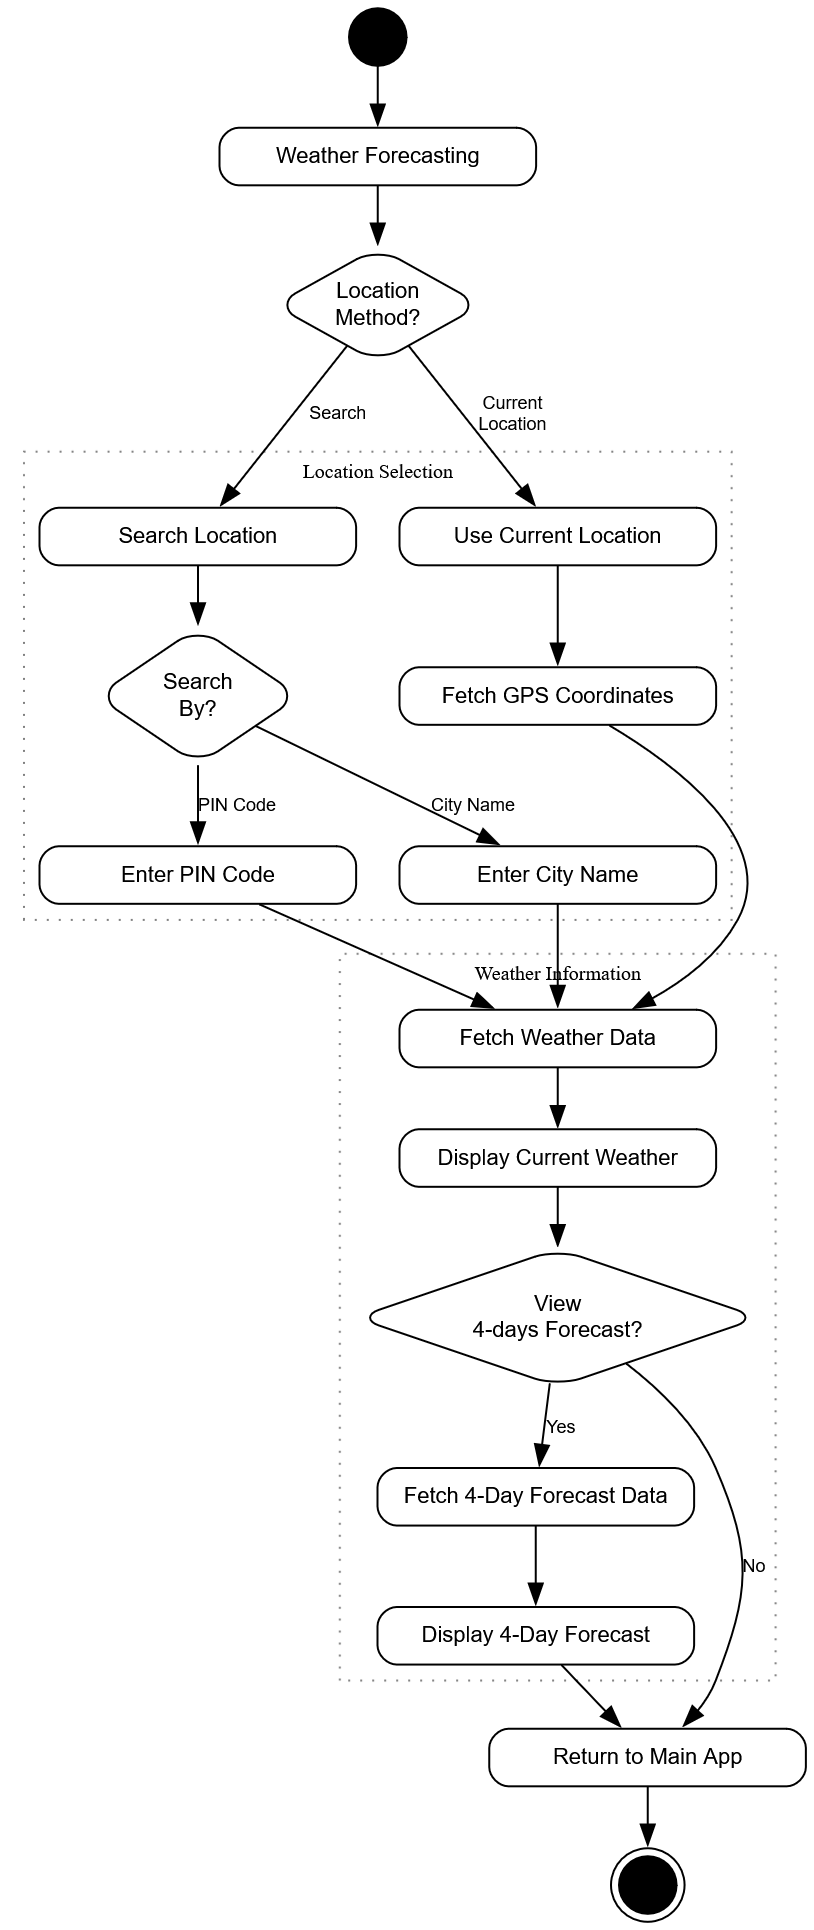 Weather Forecasting
Location
Method?
Search
Current
Location
Location Selection
Search Location
Use Current Location
Search
By?
Fetch GPS Coordinates
PIN Code
City Name
Enter PIN Code
Enter City Name
Weather Information
Fetch Weather Data
Display Current Weather
View
4-days Forecast?
Yes
Fetch 4-Day Forecast Data
No
Display 4-Day Forecast
Return to Main App